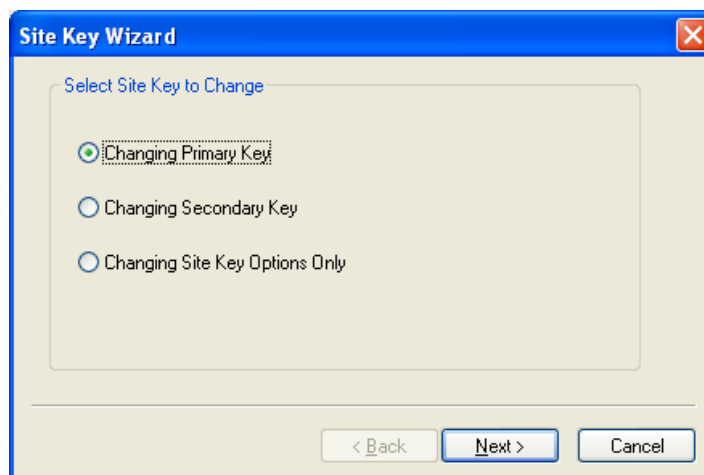 Site Key Wizard
Select Site Key to Change
Changing Primary Key
Changing Secondary Key
Changing Site Key Options Only
< Back Next > Cancel